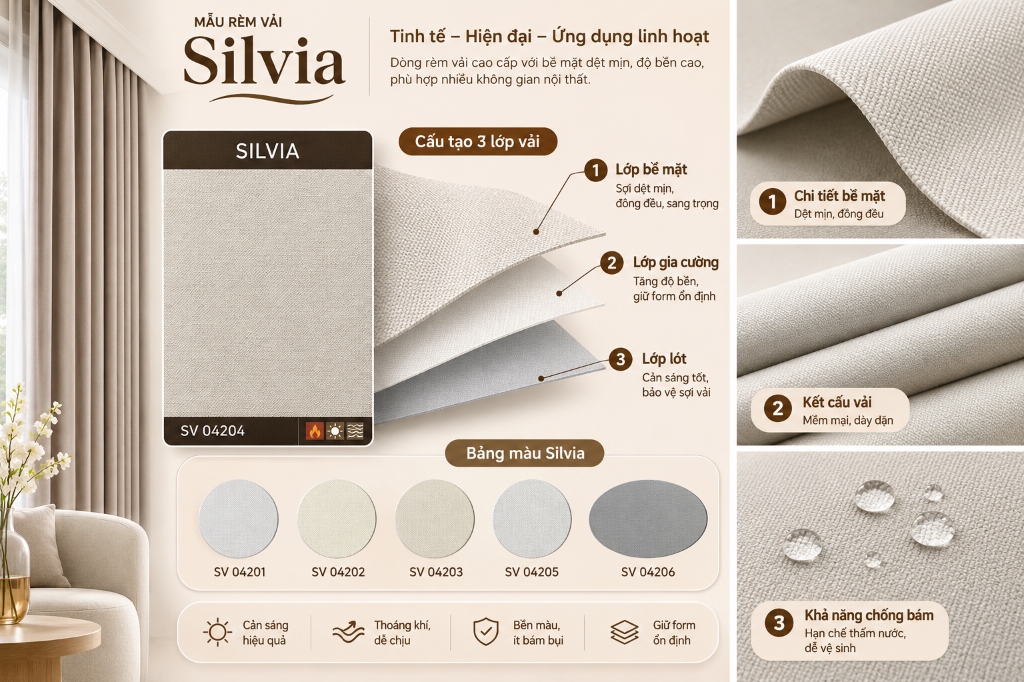 MẪU RÈM VẢI
Silvia
Tinh tế – Hiện đại – Ứng dụng linh hoạt
Dòng rèm vải cao cấp với bề mặt dệt mịn, độ bền cao,
phù hợp nhiều không gian nội thất.
SILVIA
SV 04204
Cấu tạo 3 lớp vải
1 Lớp bề mặt
Sợi dệt mịn,
đông đều, sang trọng
2 Lớp gia cường
Tăng độ bền,
giữ form ổn định
3 Lớp lót
Cản sáng tốt,
bảo vệ sợi vải
Bảng màu Silvia
SV 04201
SV 04202
SV 04203
SV 04205
SV 04206
Cản sáng
hiệu quả
Thoáng khí,
dễ chịu
Bền màu,
ít bám bụi
Giữ form
ổn định
1 Chi tiết bề mặt
Dệt mịn, đông đều
2 Kết cấu vải
Mềm mại, dày dặn
3 Khả năng chống bám
Hạn chế thấm nước,
dễ vệ sinh